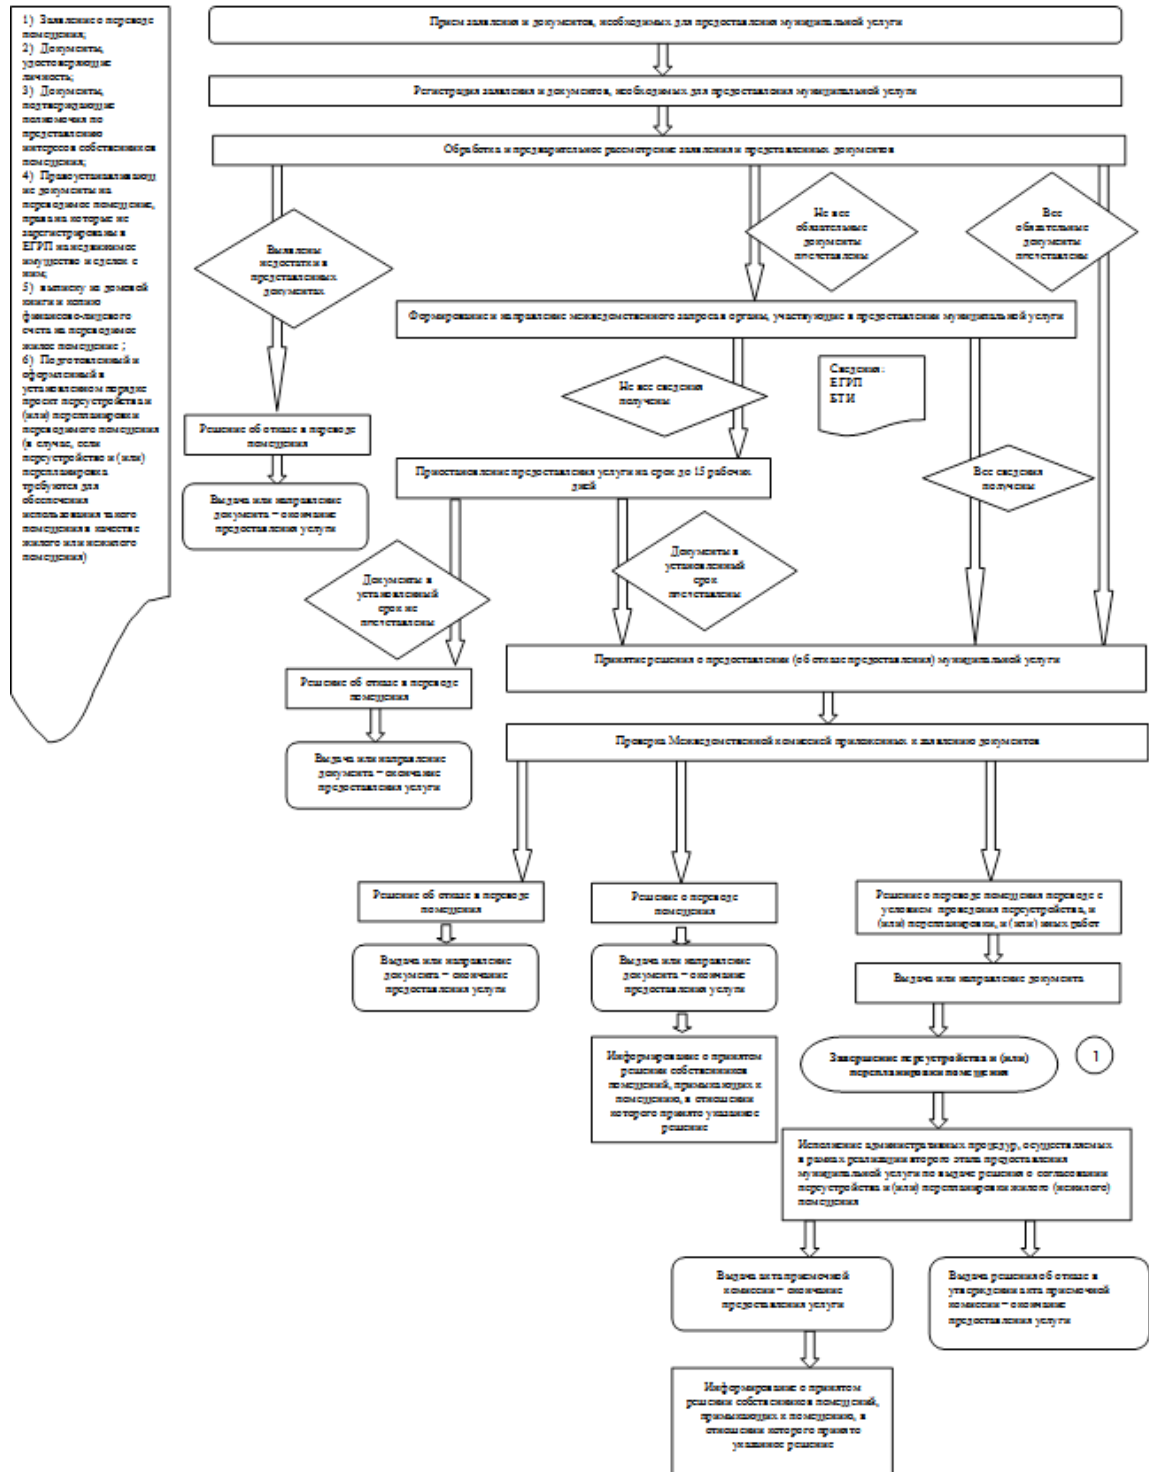 1) Заявление о переводе
помещения;
2) Документы,
удостоверяющие
личность;
3) Документы,
подтверждающие
полномочия по
представлению
интересов собственников
помещения;
4) Правоустанавливающ
ие документы на
переводимое помещение,
права на которые не
зарегистрированы в
ЕГРП на недвижимое
имущество и сделок с
ним;
5) выписку из домовой
книги и копию
финансово-лицевого
счета на переводимое
жилое помещение ;
6) Подготовленный и
оформленный в
установленном порядке
проект переустройства и
(или) перепланировки
переводимого помещения
(в случае, если
переустройство и (или)
перепланировка
требуются для
обеспечения
использования такого
помещения в качестве
жилого или нежилого
помещения)
Прием заявления и документов, необходимых для предоставления муниципальной услуги
Регистрация заявления и документов, необходимых для предоставления муниципальной услуги
Обработка и предварительное рассмотрение заявления и представленных документов
Выявлены
недостатки в
представленных
документах
Не все
обязательные
документы
представлены
Все
обязательные
документы
представлены
Формирование и направление межведомственного запроса в органы, участвующие в предоставлении муниципальной услуги
Не все сведения
получены
Сведения:
ЕГРП
БТИ
Решение об отказе в переводе
помещения
Приостановление предоставления услуги на срок до 15 рабочих
дней
Все сведения
получены
Выдача или направление
документа – окончание
предоставления услуги
Документы в
установленный
срок не
представлены
Документы в
установленный
срок
представлены
Принятие решения о предоставлении (об отказе предоставления) муниципальной услуги
Решение об отказе в переводе
помещения
Проверка Межведомственной комиссией приложенных к заявлению документов
Выдача или направление
документа – окончание
предоставления услуги
Решение об отказе в переводе
помещения
Решение о переводе
помещения
Решение о переводе помещения переводе с
условием проведения переустройства, и
(или) перепланировки, и (или) иных работ
Выдача или направление
документа – окончание
предоставления услуги
Выдача или направление
документа – окончание
предоставления услуги
Выдача или направление документа
Информирование о принятом
решении собственников
помещений, примыкающих к
помещению, в отношении
которого принято указанное
решение
Завершение переустройства и (или)
перепланировки помещения
1
Исполнение административных процедур, осуществляемых
в рамках реализации второго этапа предоставления
муниципальной услуги по выдаче решения о согласовании
переустройства и (или) перепланировки жилого (нежилого)
помещения
Выдача акта приемочной
комиссии – окончание
предоставления услуги
Выдача решения об отказе в
утверждении акта приемочной
комиссии – окончание
предоставления услуги
Информирование о принятом
решении собственников помещений,
примыкающих к помещению, в
отношении которого принято
указанное решение